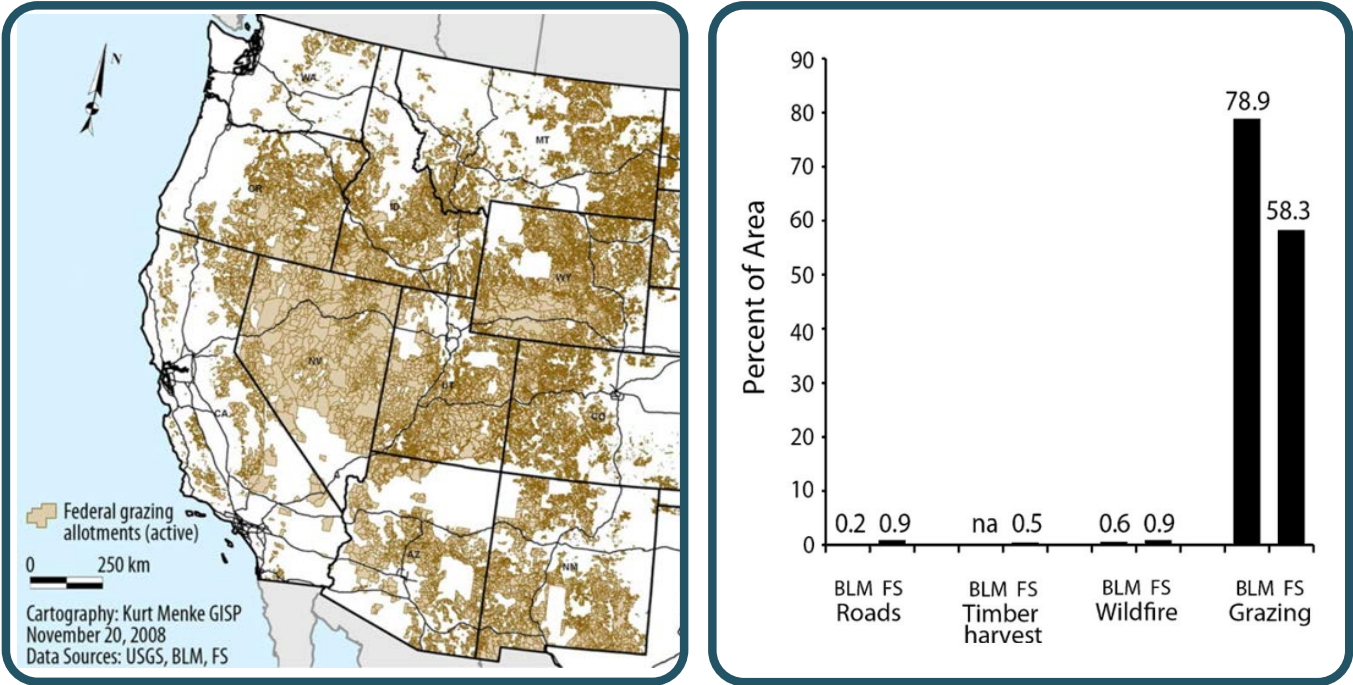 N
WA
MT
OR
ID
WY
NV
UT
CO
CA
AZ
NM
Federal grazing
allotments (active)
0 250 km
Cartography: Kurt Menke GISP
November 20, 2008
Data Sources: USGS, BLM, FS
Percent of Area
90
80
70
60
50
40
30
20
10
0
78.9
58.3
0.2 0.9 na 0.5 0.6 0.9
BLM FS BLM FS BLM FS BLM FS
Roads Timber harvest Wildfire Grazing